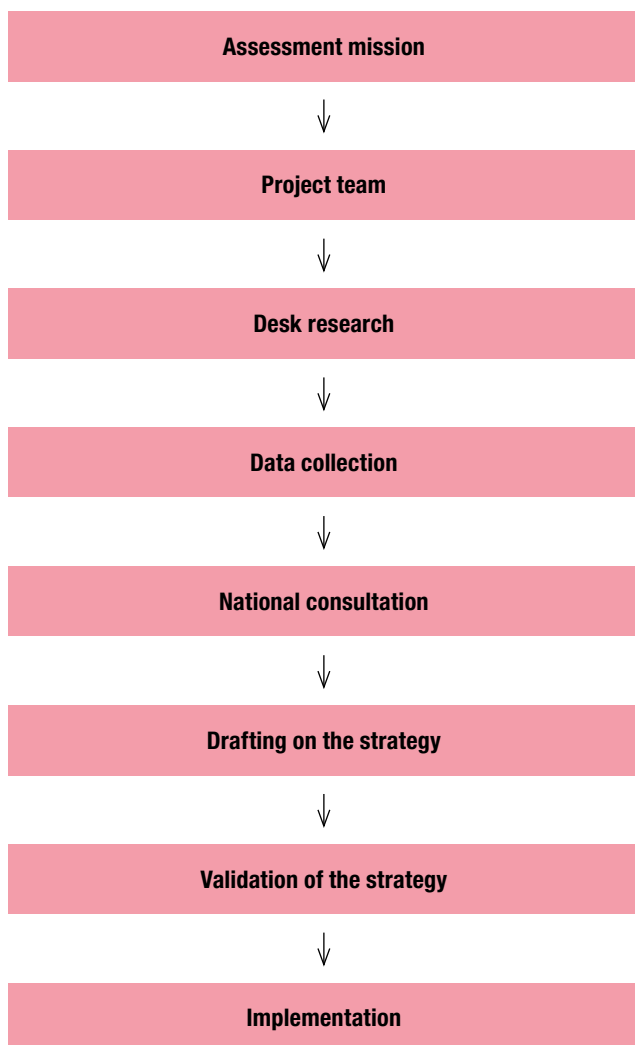 Assessment mission
Project team
Desk research
Data collection
National consultation
Drafting on the strategy
Validation of the strategy
Implementation